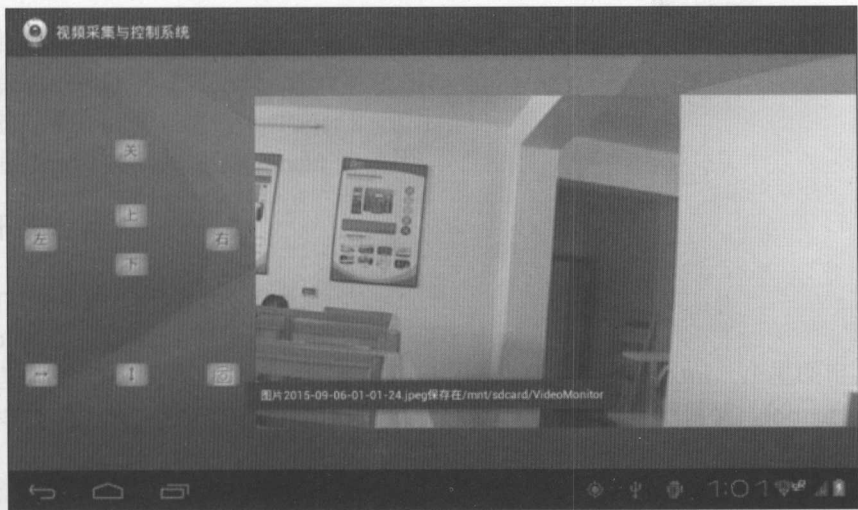 视频采集与控制系统
关
上
左
右
下
图片2015-09-06-01-01-24.jpeg保存在/mnt/sdcard/VideoMonitor
1:01